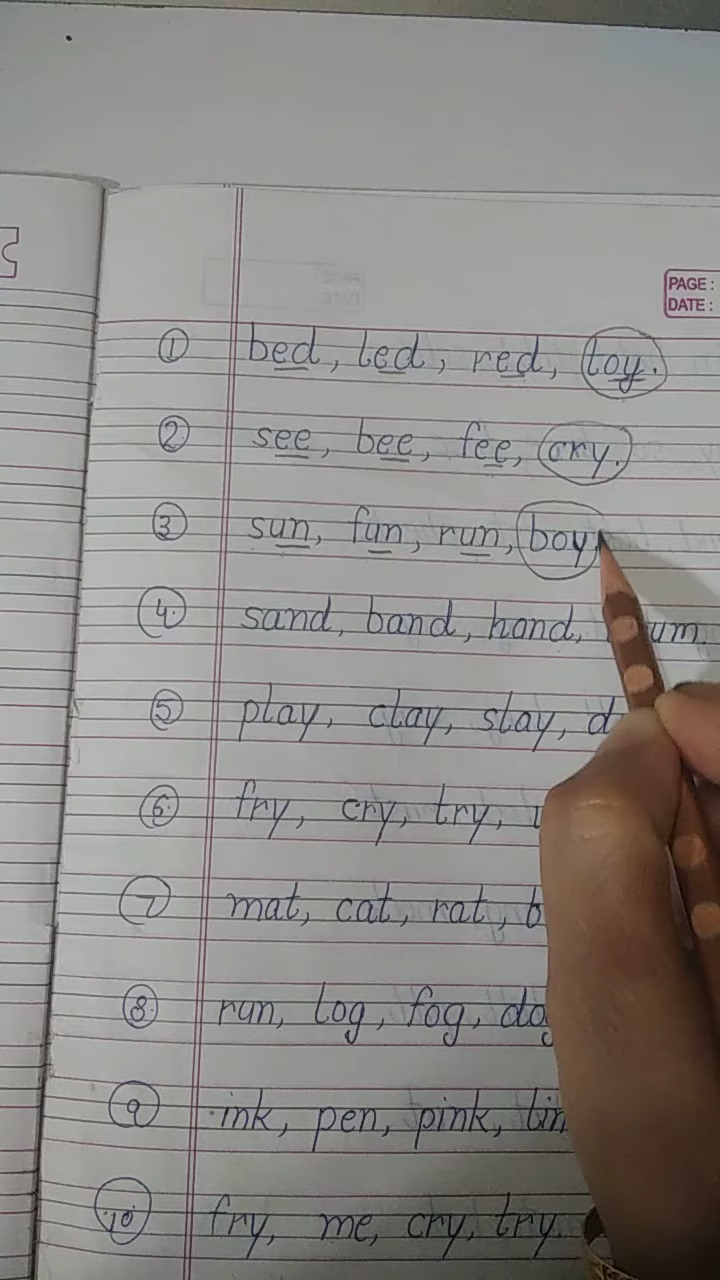 PAGE :
DATE :
① bed, led, red, toy.
② see, bee, fee, cry.
③ sun, fun, run, boy.
④ sand, band, hand,
⑤ play, clay, slay,
⑥ fry, cry, try,
⑦ mat, cat, rat,
⑧ run, log, fog,
⑨ ink, pen, pink,
⑩ fry, me, cry, try.